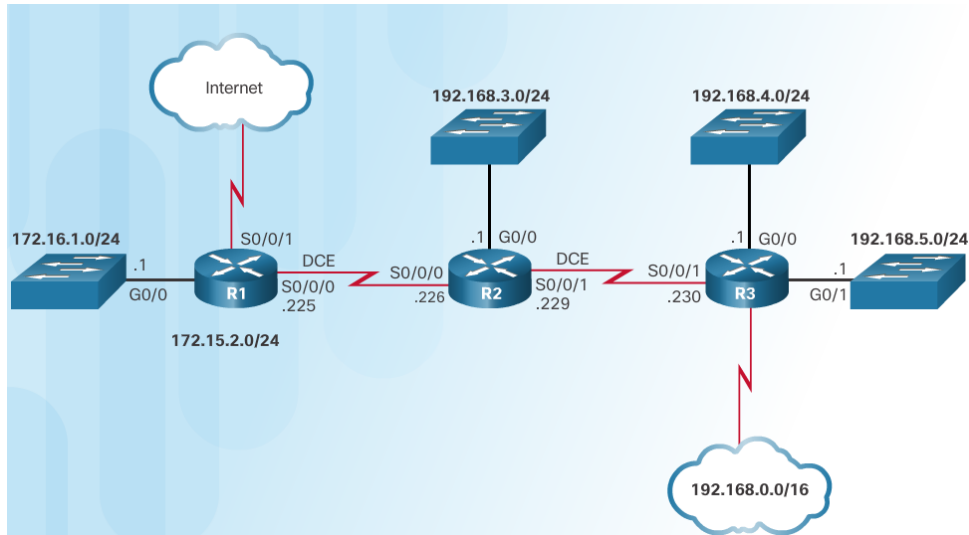 Internet
192.168.3.0/24
192.168.4.0/24
172.16.1.0/24
S0/0/1
.1
G0/0
R1
DCE
S0/0/0
.225
172.15.2.0/24
.1
G0/0
S0/0/0
.226
R2
DCE
S0/0/1
.229
.1
G0/0
S0/0/1
.230
R3
192.168.5.0/24
.1
G0/1
192.168.0.0/16